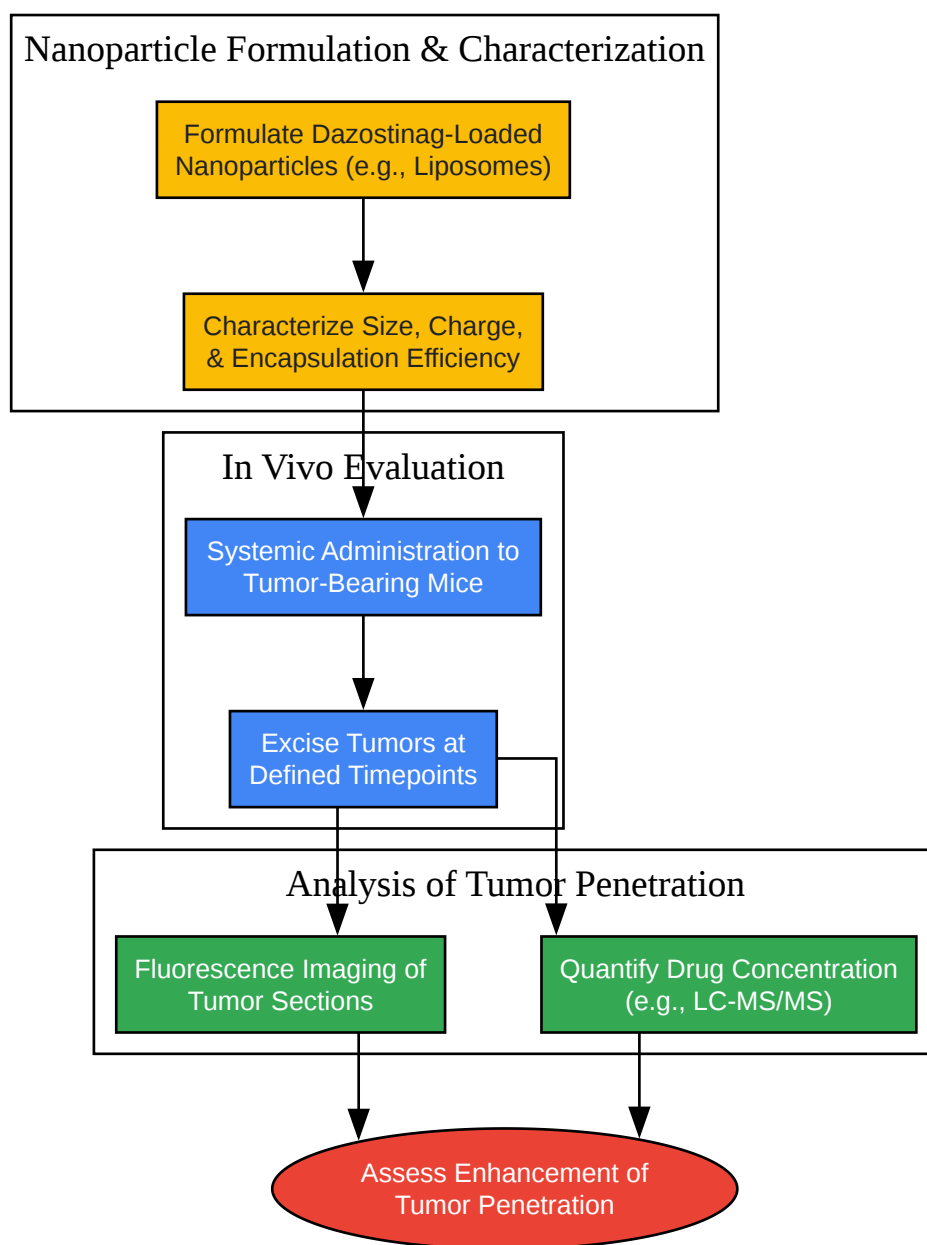 Nanoparticle Formulation & Characterization
Formulate Dazostinag-Loaded
Nanoparticles (e.g., Liposomes)
Characterize Size, Charge,
& Encapsulation Efficiency
In Vivo Evaluation
Systemic Administration to
Tumor-Bearing Mice
Excise Tumors at
Defined Timepoints
Analysis of Tumor Penetration
Fluorescence Imaging of
Tumor Sections
Quantify Drug Concentration
(e.g., LC-MS/MS)
Assess Enhancement of
Tumor Penetration